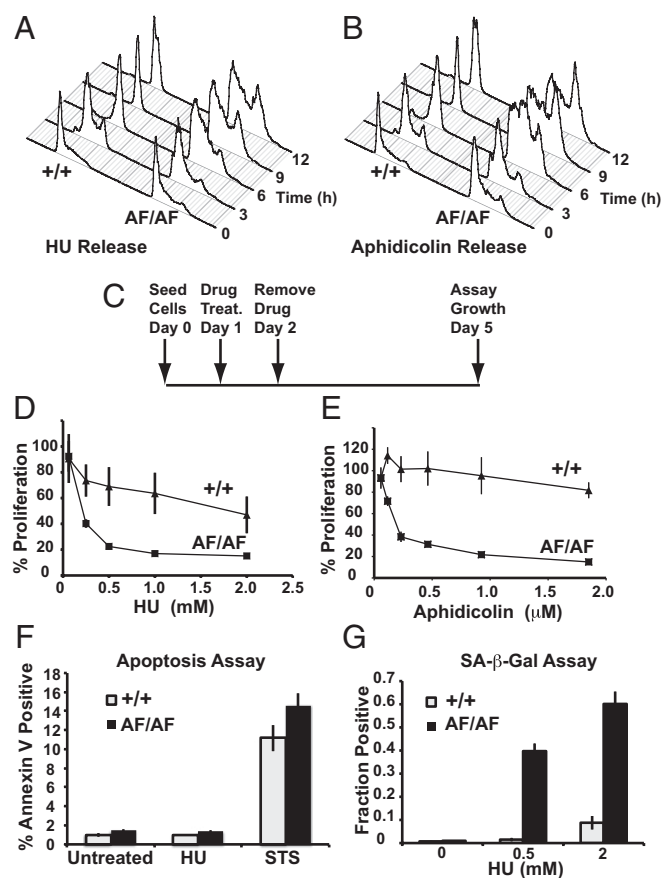 A
B
+/+
AF/AF
0
3
6
9
12
Time (h)
HU Release
+/+
AF/AF
0
3
6
9
12
Time (h)
Aphidicolin Release
C
Seed Cells Day 0
Drug Treat. Day 1
Remove Drug Day 2
Assay Growth Day 5
D
% Proliferation
100
80
60
40
20
0
+/+
AF/AF
0.0 0.5 1.0 1.5 2.0 2.5
HU (mM)
E
% Proliferation
120
100
80
60
40
20
0
+/+
AF/AF
0.0 0.5 1.0 1.5 2.0
Aphidicolin (μM)
F
Apoptosis Assay
% Annexin V Positive
18
16
14
12
10
8
6
4
2
0
+/+
AF/AF
Untreated HU STS
G
SA-β-Gal Assay
Fraction Positive
0.7
0.6
0.5
0.4
0.3
0.2
0.1
0
+/+
AF/AF
0 0.5 2
HU (mM)